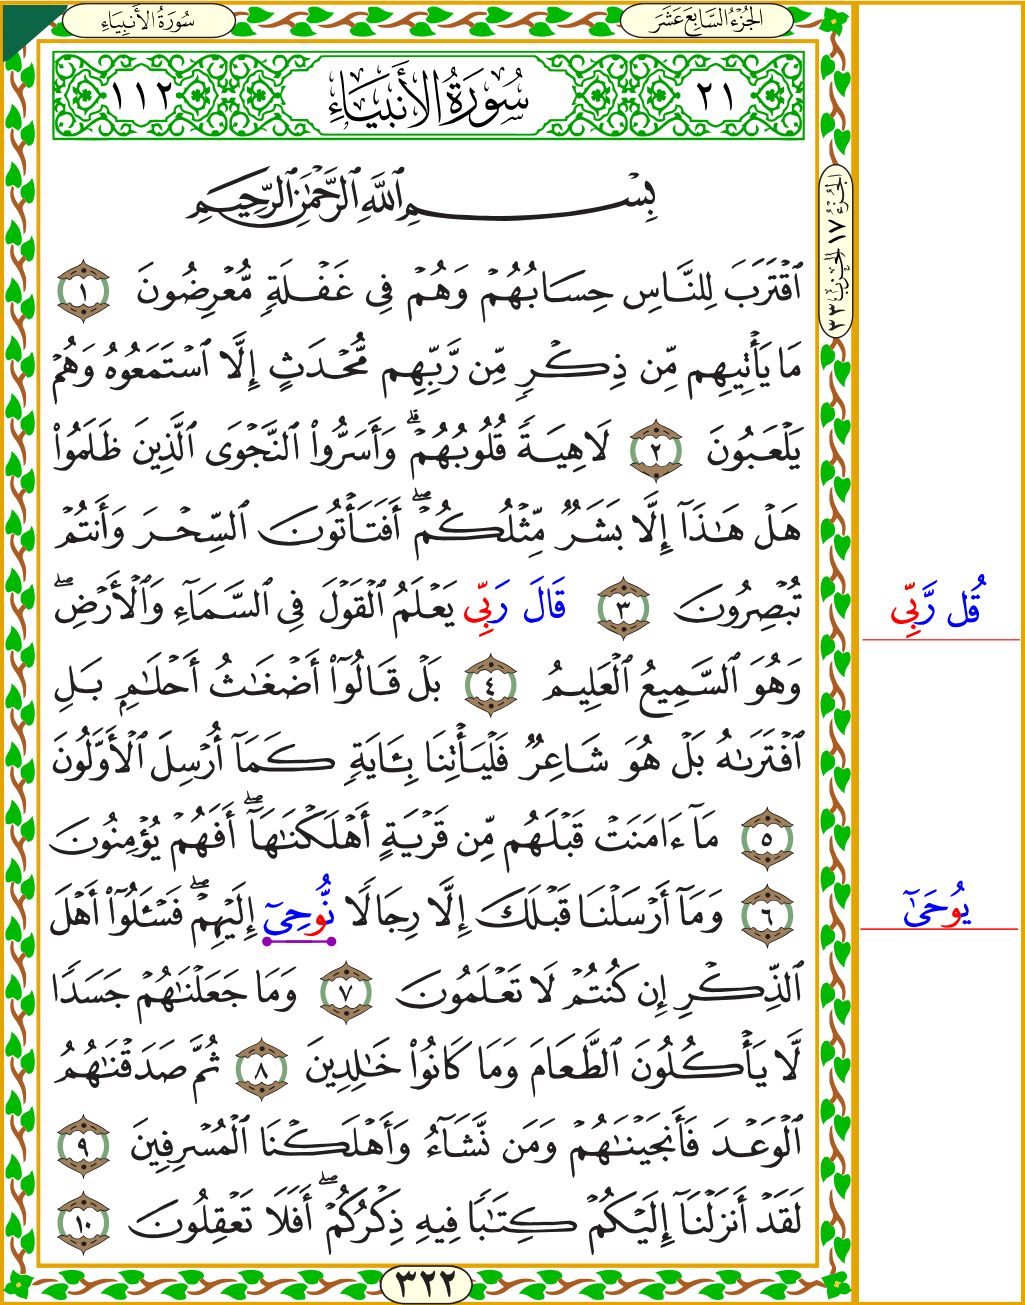 سُورَةُ الأَنبِيَاءِ
الجُزْءُ السَّابِعَ عَشَرَ
١١٢
سُورَةُ الأَنبِيَاءِ
٢١
بِسْمِ ٱللَّهِ ٱلرَّحْمَٰنِ ٱلرَّحِيمِ
ٱقْتَرَبَ لِلنَّاسِ حِسَابُهُمْ وَهُمْ فِي غَفْلَةٖ مُّعْرِضُونَ ١
مَا يَأْتِيهِم مِّن ذِكْرٖ مِّن رَّبِّهِم مُّحْدَثٍ إِلَّا ٱسْتَمَعُوهُ وَهُمْ
يَلْعَبُونَ ٢ لَاهِيَةٗ قُلُوبُهُمْۗ وَأَسَرُّواْ ٱلنَّجْوَى ٱلَّذِينَ ظَلَمُواْ
هَلْ هَٰذَآ إِلَّا بَشَرٞ مِّثْلُكُمْۖ أَفَتَأْتُونَ ٱلسِّحْرَ وَأَنتُمْ
تُبْصِرُونَ ٣ قَالَ رَبِّي يَعْلَمُ ٱلْقَوْلَ فِي ٱلسَّمَآءِ وَٱلْأَرْضِۖ
وَهُوَ ٱلسَّمِيعُ ٱلْعَلِيمُ ٤ بَلْ قَالُوٓاْ أَضْغَٰثُ أَحْلَٰمِۭ بَلِ
ٱفْتَرَىٰهُ بَلْ هُوَ شَاعِرٞ فَلْيَأْتِنَا بِـَٔايَةٖ كَمَآ أُرْسِلَ ٱلْأَوَّلُونَ
٥ مَآ ءَامَنَتْ قَبْلَهُم مِّن قَرْيَةٍ أَهْلَكْنَٰهَآۖ أَفَهُمْ يُؤْمِنُونَ
٦ وَمَآ أَرْسَلْنَا قَبْلَكَ إِلَّا رِجَالٗا نُّوحِيٓ إِلَيْهِمْۖ فَسْـَٔلُوٓاْ أَهْلَ
ٱلذِّكْرِ إِن كُنتُمْ لَا تَعْلَمُونَ ٧ وَمَا جَعَلْنَٰهُمْ جَسَدٗا
لَّا يَأْكُلُونَ ٱلطَّعَامَ وَمَا كَانُواْ خَٰلِدِينَ ٨ ثُمَّ صَدَقْنَٰهُمُ
ٱلْوَعْدَ فَأَنجَيْنَٰهُمْ وَمَن نَّشَآءُ وَأَهْلَكْنَا ٱلْمُسْرِفِينَ ٩
لَقَدْ أَنزَلْنَآ إِلَيْكُمْ كِتَٰبٗا فِيهِ ذِكْرُكُمْۖ أَفَلَا تَعْقِلُونَ ١٠
٣٢٢
الجُزْءُ ١٧ الحِزْبُ ٣٣
قُل رَّبِّي
يُوحَىٰٓ